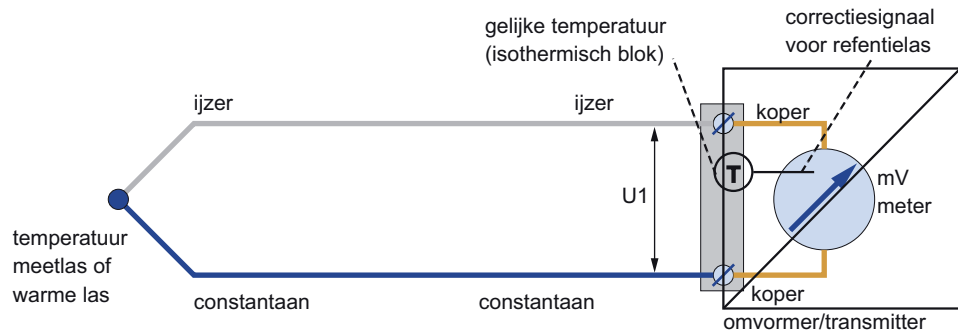 gelijke temperatuur
(isothermisch blok)
correctiesignaal
voor refentielas
ijzer
ijzer
koper
T
U1
mV
meter
temperatuur
meetlas of
warme las
constantaan
constantaan
koper
omvormer/transmitter